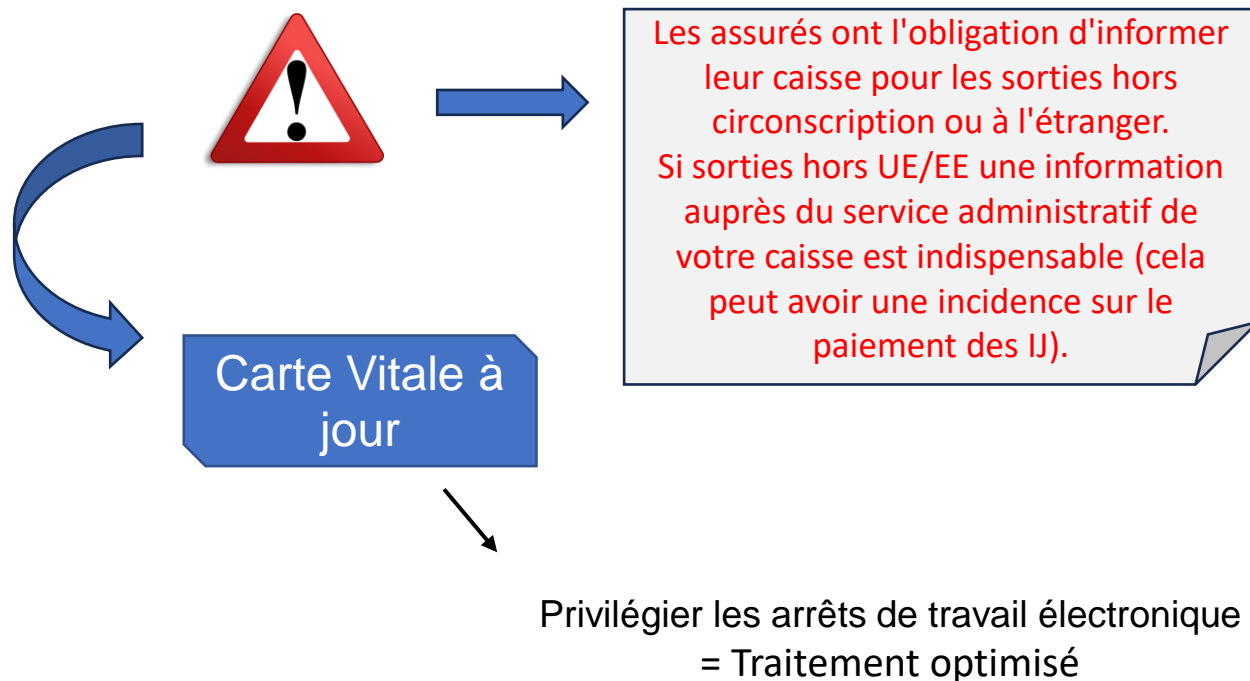 Les assurés ont l'obligation d'informer
leur caisse pour les sorties hors
circonscription ou à l'étranger.
Si sorties hors UE/EE une information
auprès du service administratif de
votre caisse est indispensable (cela
peut avoir une incidence sur le
paiement des IJ).
Carte Vitale à
jour
Privilégier les arrêts de travail électronique
= Traitement optimisé